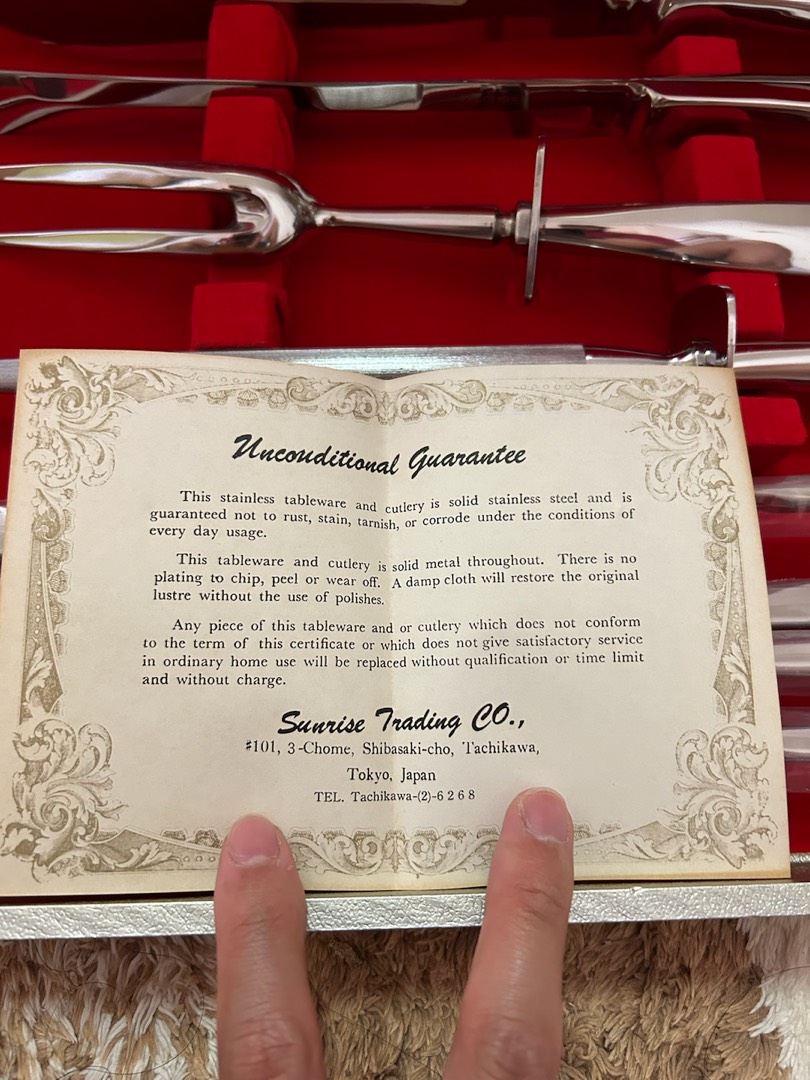 Unconditional Guarantee
This stainless tableware and cutlery is solid stainless steel and is
guaranteed not to rust, stain, tarnish, or corrode under the conditions of
every day usage.
This tableware and cutlery is solid metal throughout. There is no
plating to chip, peel or wear off. A damp cloth will restore the original
lustre without the use of polishes.
Any piece of this tableware and or cutlery which does not conform
to the term of this certificate or which does not give satisfactory service
in ordinary home use will be replaced without qualification or time limit
and without charge.
Sunrise Trading CO.,
#101, 3-Chome, Shibasaki-cho, Tachikawa,
Tokyo, Japan
TEL. Tachikawa-(2)-6268